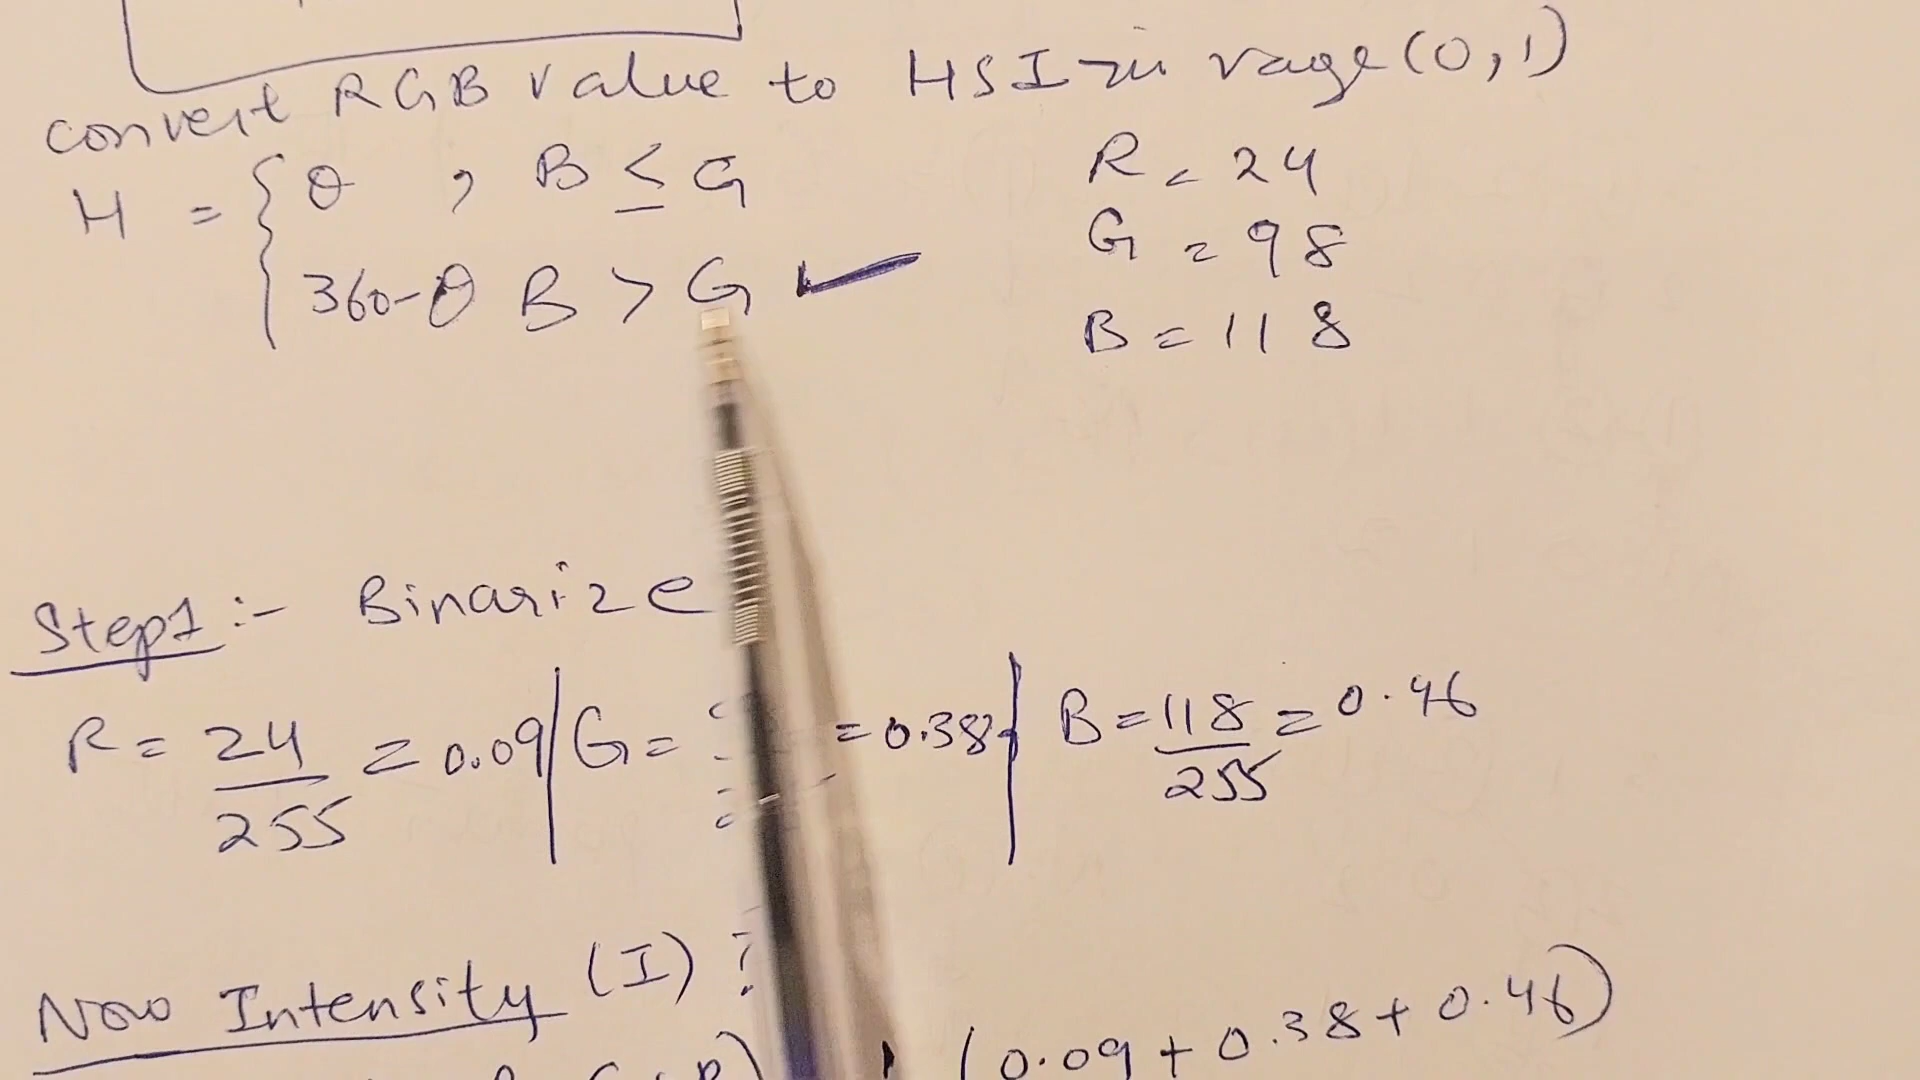 convert RGB value to HSI in rage (0,1)
H = { θ , B ≤ G
360-θ B > G ✓
R = 24
G = 98
B = 118
Step1 :- Binarize
R = 24/255 = 0.09 | G = = 0.38 | B = 118/255 = 0.46
Now Intensity (I) ?
(0.09 + 0.38 + 0.46)